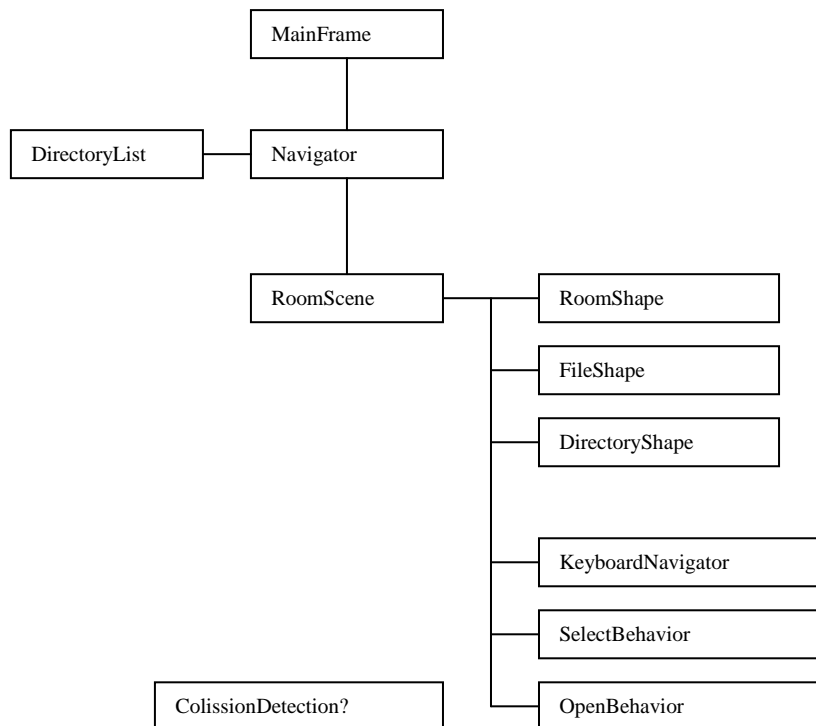 MainFrame
DirectoryList
Navigator
RoomScene
RoomShape
FileShape
DirectoryShape
KeyboardNavigator
SelectBehavior
ColissionDetection?
OpenBehavior